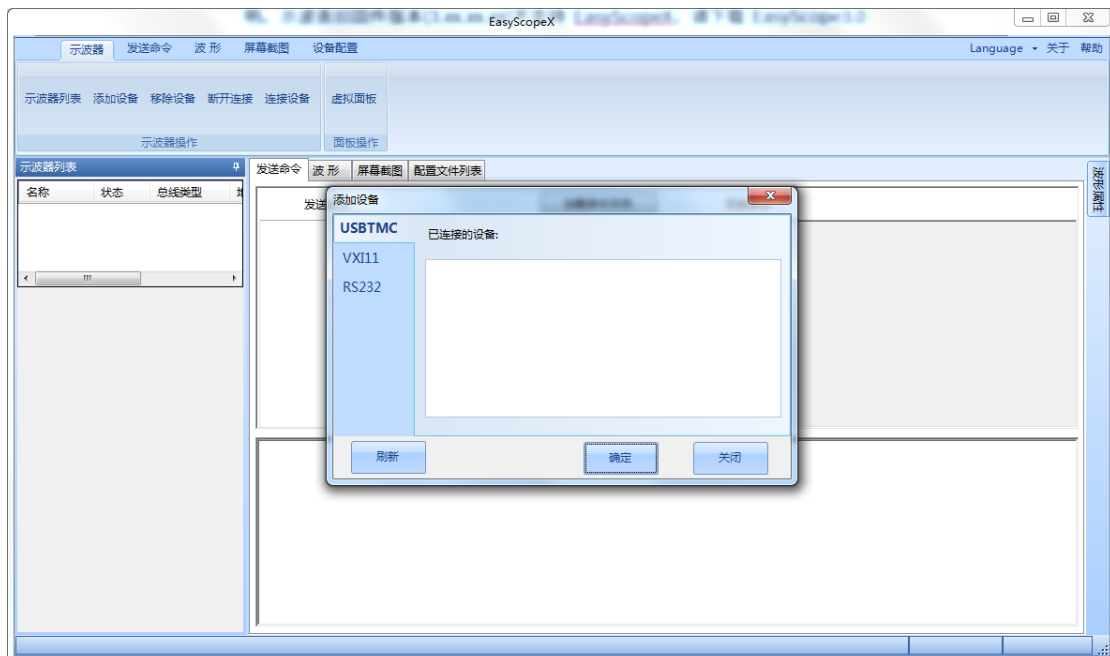 EasyScopeX
示波器 发送命令 波 形 屏幕截图 设备配置 Language 关于 帮助
示波器列表 添加设备 移除设备 断开连接 连接设备 虚拟面板
示波器操作 面板操作
示波器列表
发送命令 波 形 屏幕截图 配置文件列表
名称 状态 总线类型
发送
添加设备
USBTMC
VXI11
RS232
已连接的设备:
刷新 确定 关闭
波形属性